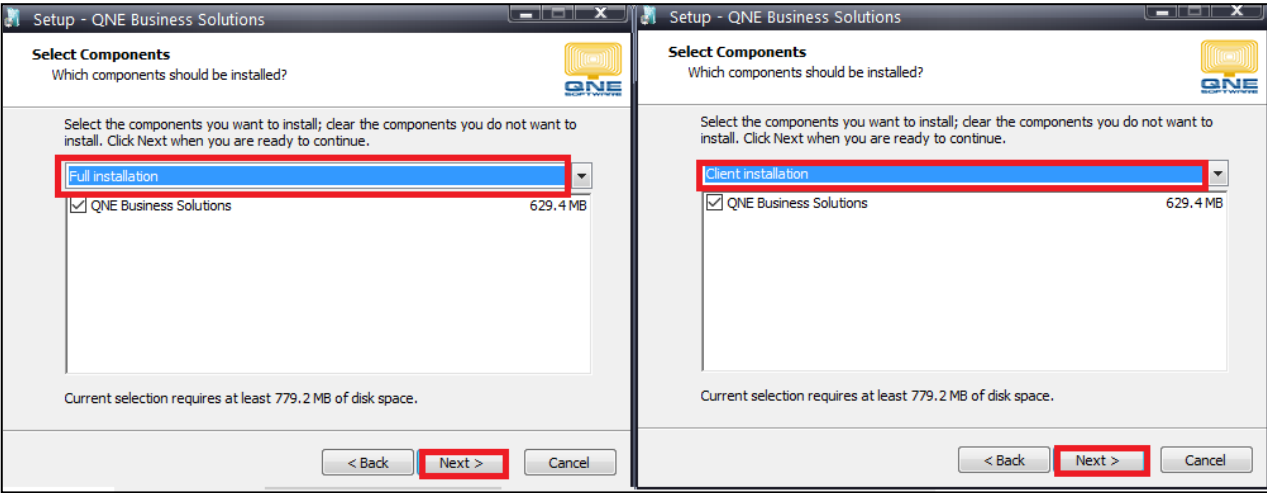 Setup - QNE Business Solutions
Select Components
Which components should be installed?
QNE
SOFTWARE
Select the components you want to install; clear the components you do not want to
install. Click Next when you are ready to continue.
Full installation
QNE Business Solutions 629.4 MB
Current selection requires at least 779.2 MB of disk space.
< Back Next > Cancel
Setup - QNE Business Solutions
Select Components
Which components should be installed?
QNE
SOFTWARE
Select the components you want to install; clear the components you do not want to
install. Click Next when you are ready to continue.
Client installation
QNE Business Solutions 629.4 MB
Current selection requires at least 779.2 MB of disk space.
< Back Next > Cancel